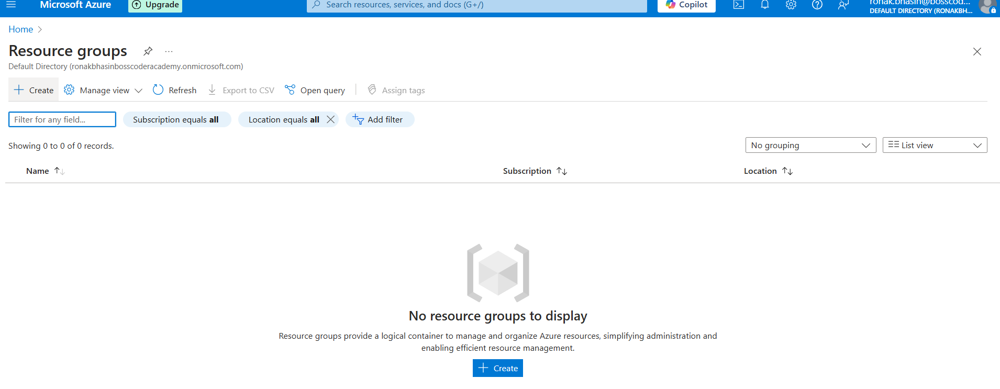 Microsoft Azure
Upgrade
Search resources, services, and docs (G+/)
Copilot
ronak.bhasin@bosscod...
DEFAULT DIRECTORY (RONAKBH...
Home
Resource groups
Default Directory (ronakbhasinbosscoderacademy.onmicrosoft.com)
Create
Manage view
Refresh
Export to CSV
Open query
Assign tags
Filter for any field...
Subscription equals all
Location equals all
Add filter
Showing 0 to 0 of 0 records.
No grouping
List view
Name
Subscription
Location
No resource groups to display
Resource groups provide a logical container to manage and organize Azure resources, simplifying administration and
enabling efficient resource management.
Create